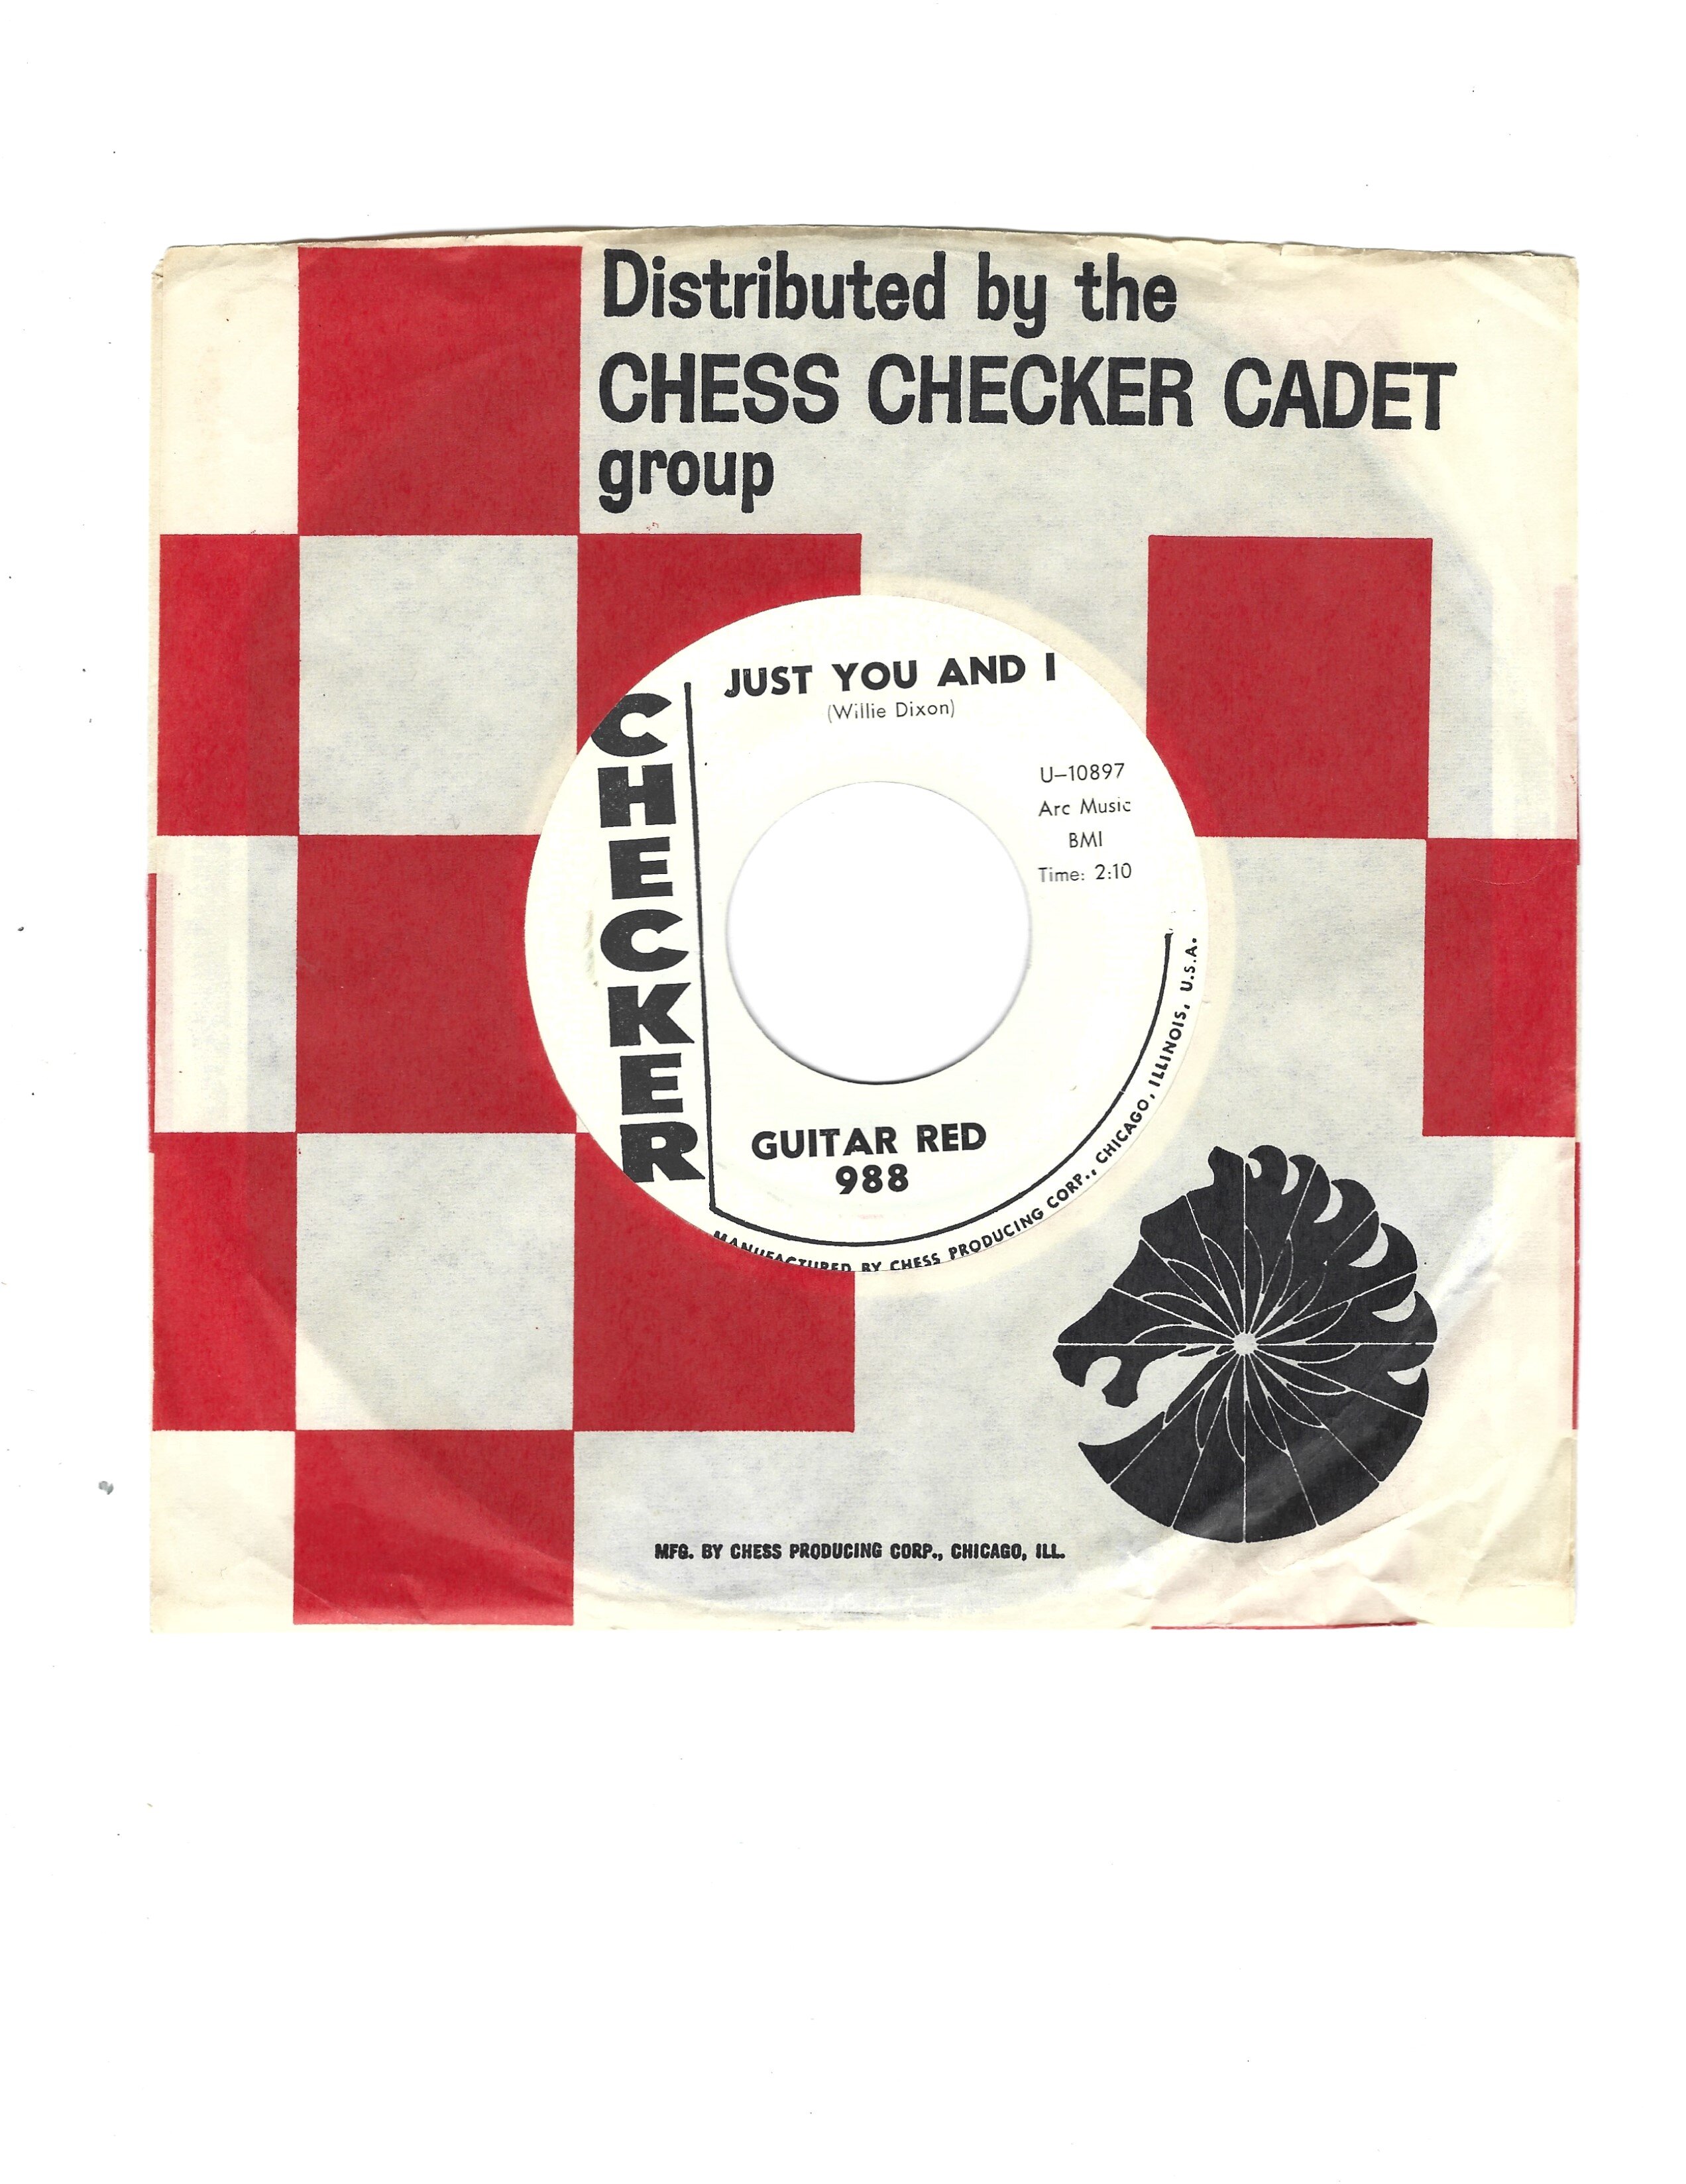 Distributed by the
CHESS CHECKER CADET
group
CHECKER
JUST YOU AND I
(Willie Dixon)
U–10897
Arc Music
BMI
Time: 2:10
GUITAR RED
988
MANUFACTURED BY CHESS PRODUCING CORP., CHICAGO, ILLINOIS, U.S.A.
MFG. BY CHESS PRODUCING CORP., CHICAGO, ILL.